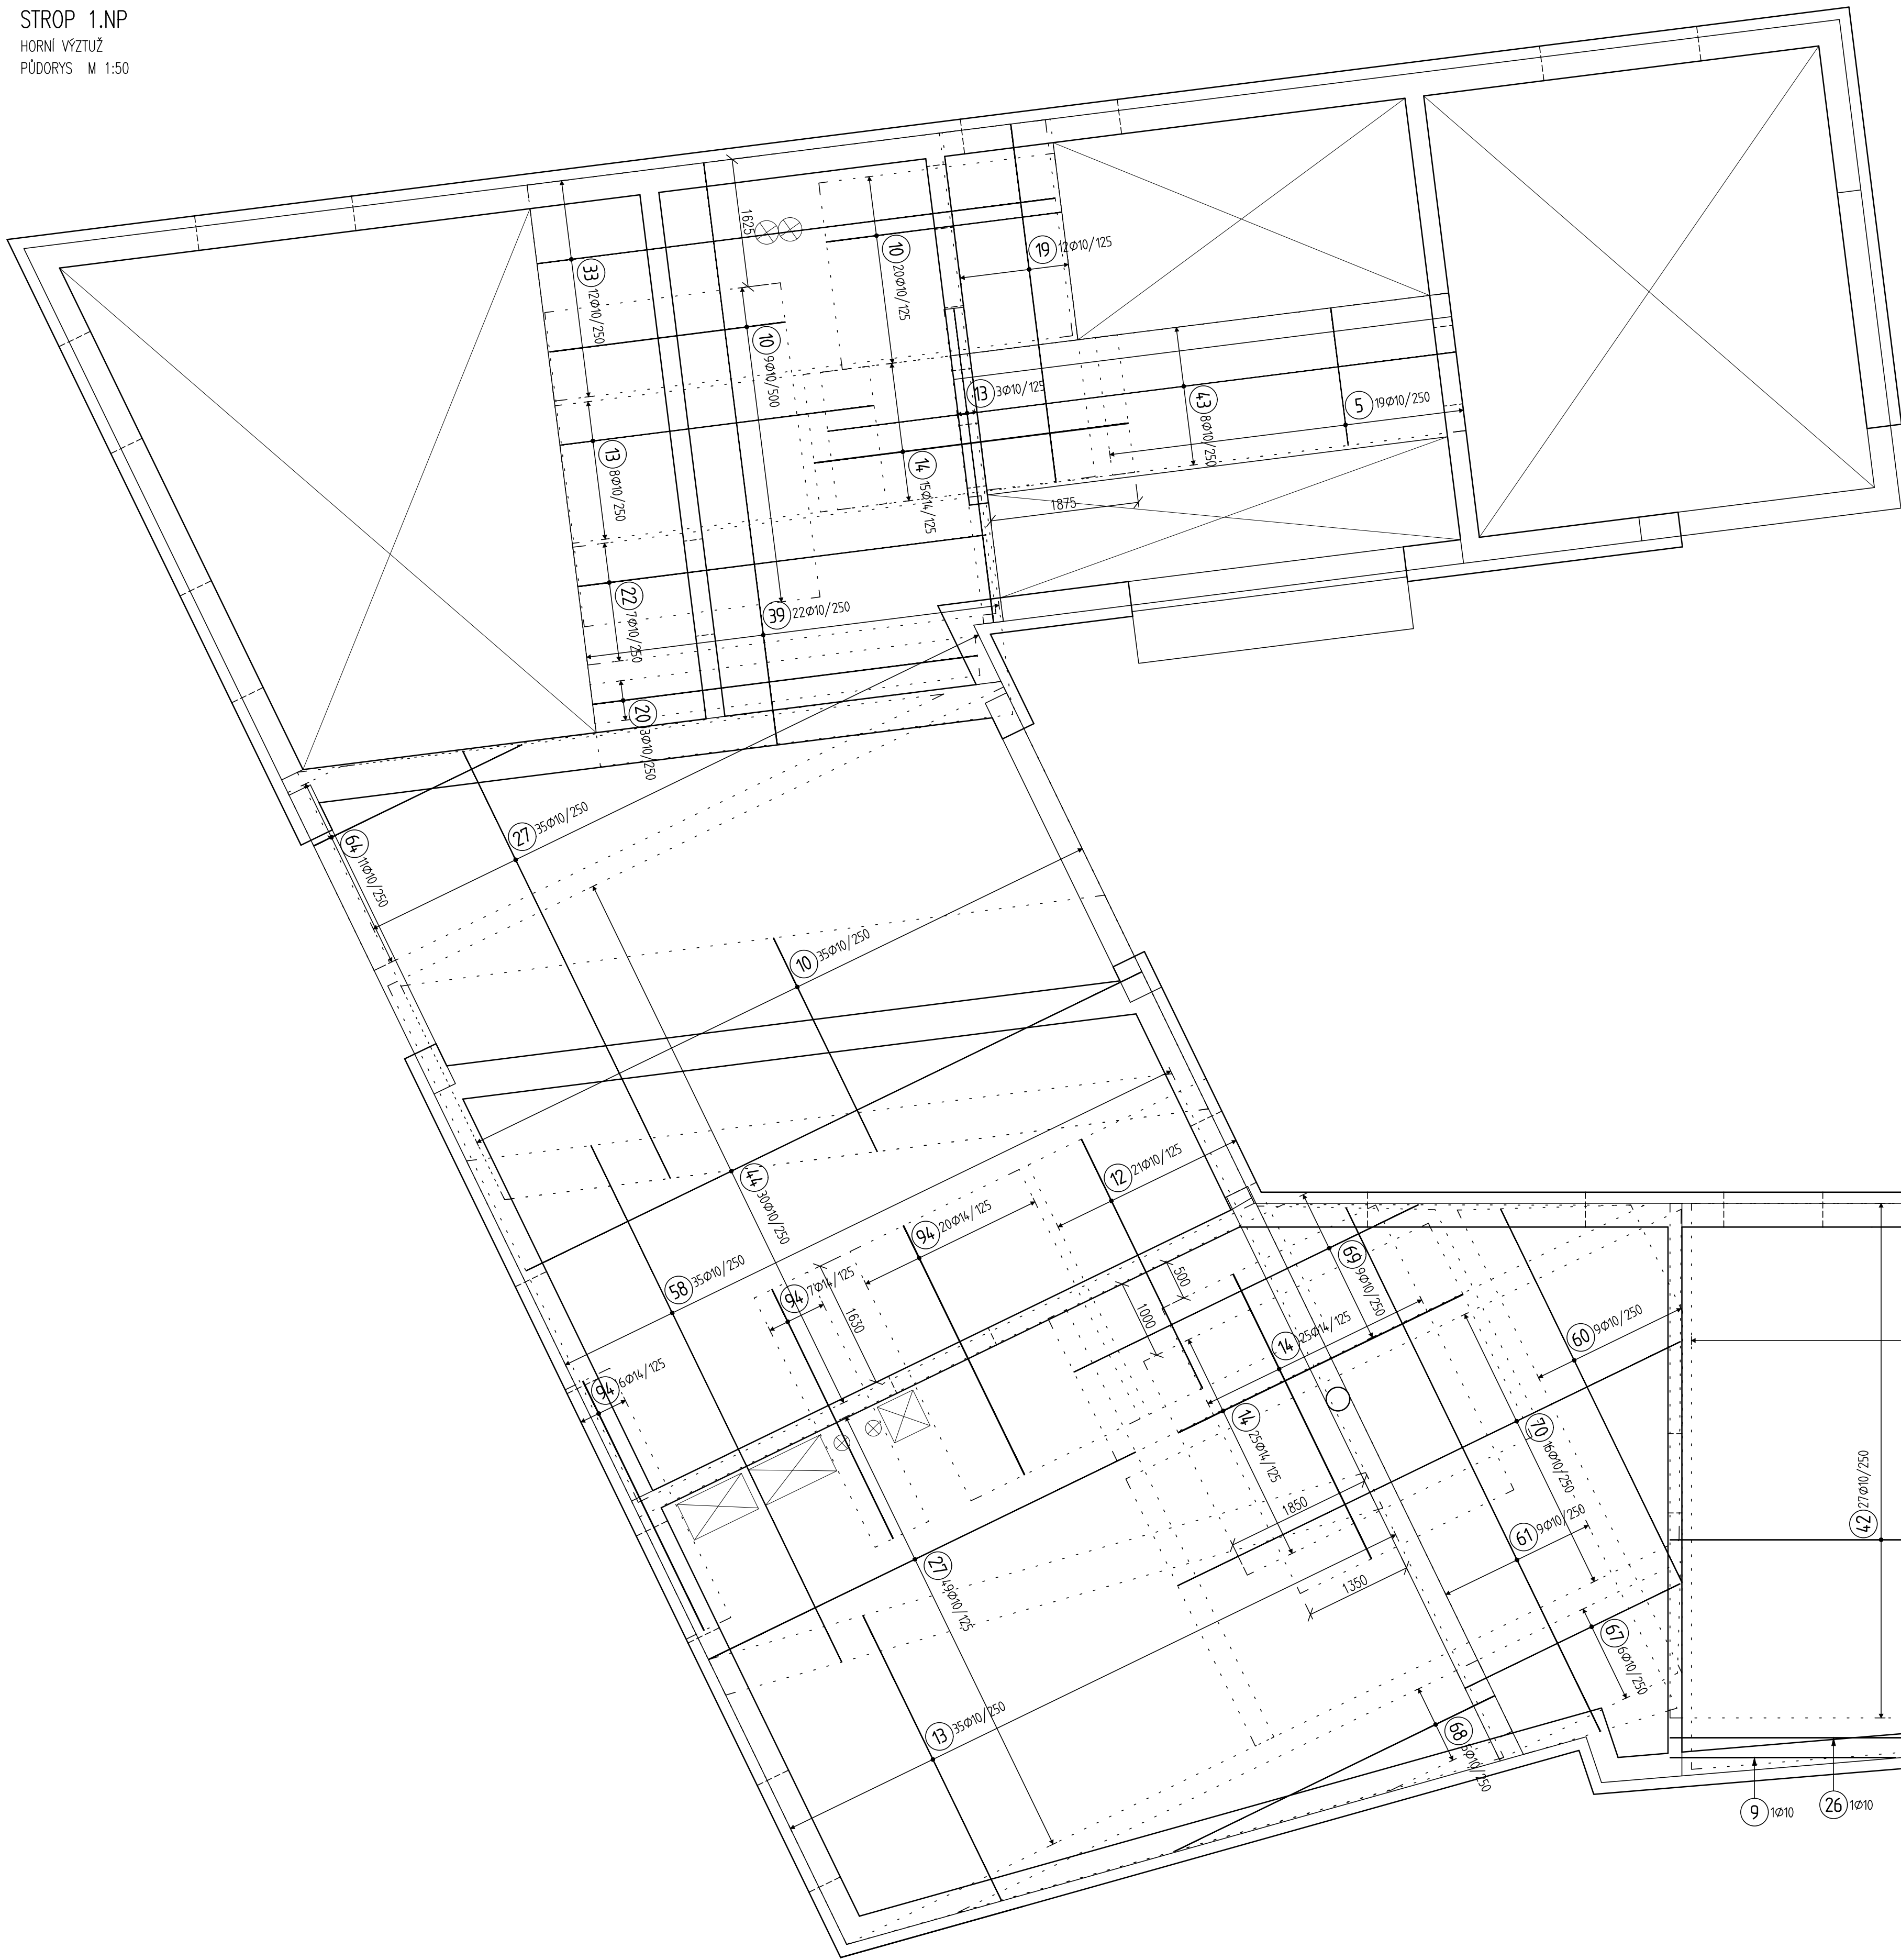 STROP 1.NP
HORNÍ VÝZTUŽ
PŮDORYS M 1:50
1625
10 20Ø10/125
19 12Ø10/125
33 12Ø10/250
10 9Ø10/500
13 3Ø10/125
43 8Ø10/250
5 19Ø10/250
13 8Ø10/250
14 15Ø14/125
1875
22 7Ø10/250
39 22Ø10/250
20 3Ø10/250
27 35Ø10/250
64 11Ø10/250
10 35Ø10/250
44 30Ø10/250
12 21Ø10/125
94 20Ø14/125
58 35Ø10/250
94 7Ø14/125
1630
500
1000
69 9Ø10/250
14 25Ø14/125
60 9Ø10/250
94 6Ø14/125
14 25Ø14/125
70 16Ø10/250
1850
61 9Ø10/250
42 27Ø10/250
27 49Ø10/125
1350
67 6Ø10/250
13 35Ø10/250
68 5Ø10/250
9 1Ø10
26 1Ø10